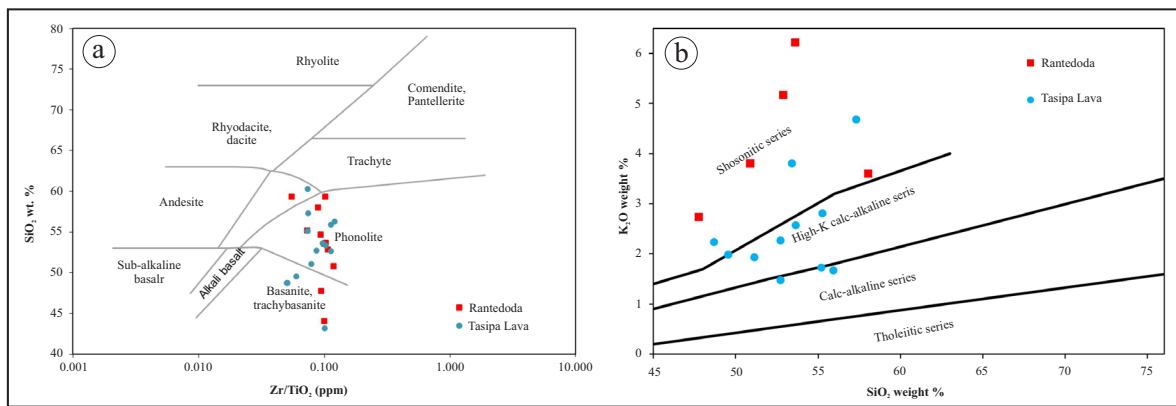 a
80
75
70
65
60
55
50
45
40
SiO₂ wt. %
Rhyolite
Comendite,
Pantellerite
Rhyodacite,
dacite
Trachyte
Andesite
Phonolite
Sub-alkaline
basalr
Alkali basalt
Basanite,
trachybasanite
Rantedoda
Tasipa Lava
0.001
0.010
0.100
1.000
10.000
Zr/TiO₂ (ppm)
b
6
5
4
3
2
1
0
K₂O weight %
Rantedoda
Tasipa Lava
Shosonitic series
High-K calc-alkaline seris
Calc-alkaline series
Tholeiitic series
45
50
55
60
65
70
75
SiO₂ weight %